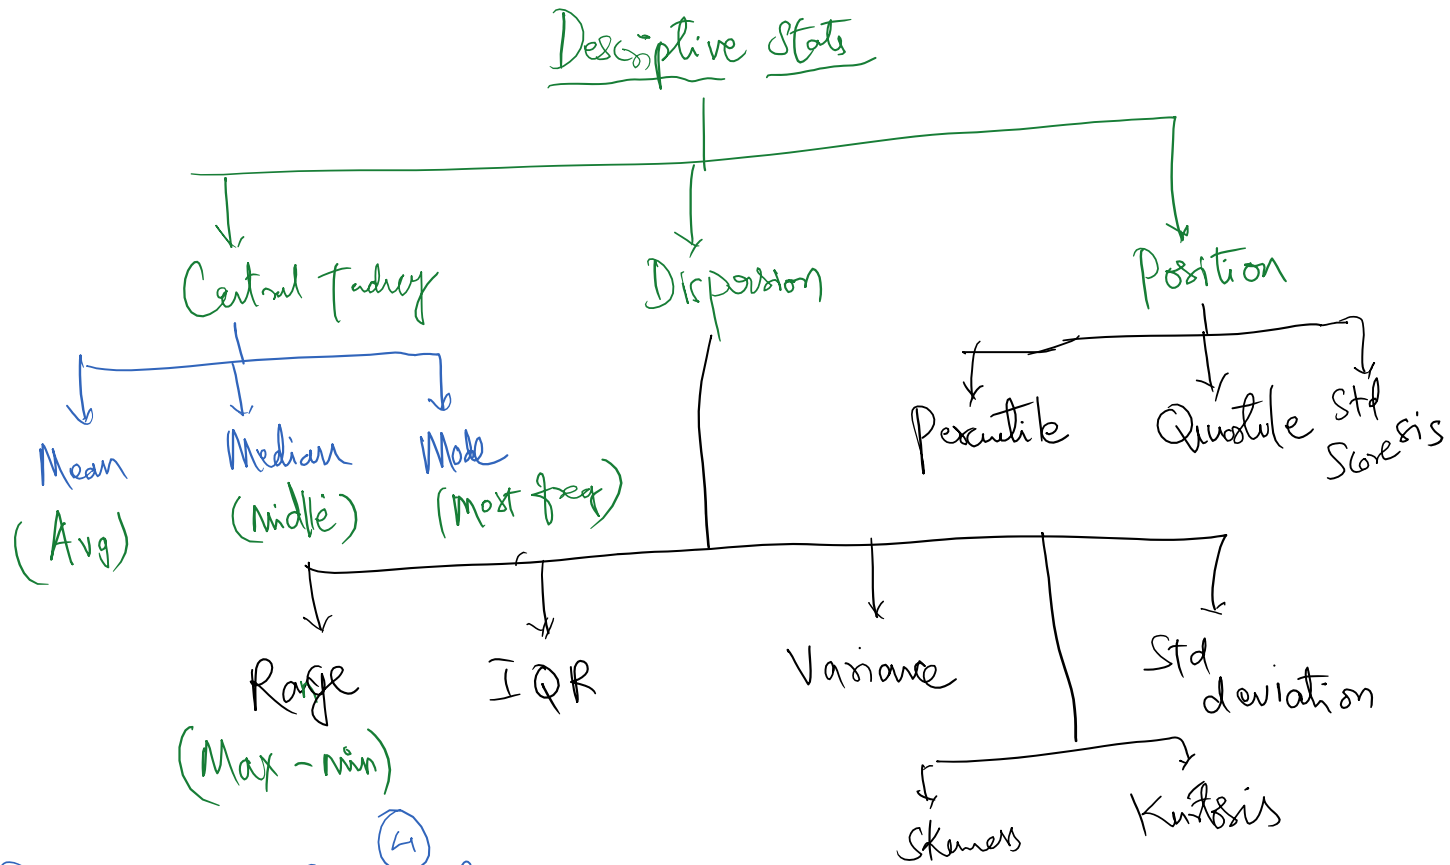 Descriptive Stats
Central Tendency
Dispersion
Position
Mean
(Avg)
Median
(middle)
Mode
(Most freq)
Percentile
Quartile
Std
Scores
Range
(Max - min)
IQR
Variance
Std
deviation
Skewness
Kurtosis
4